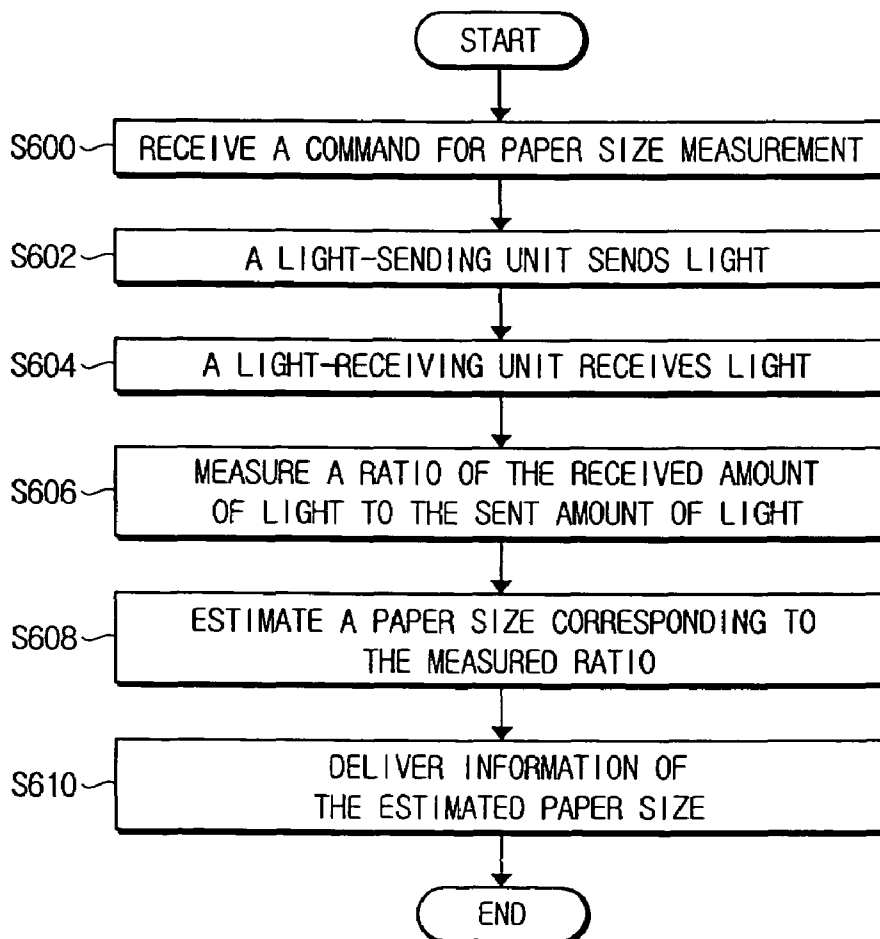 START
S600 RECEIVE A COMMAND FOR PAPER SIZE MEASUREMENT
S602 A LIGHT-SENDING UNIT SENDS LIGHT
S604 A LIGHT-RECEIVING UNIT RECEIVES LIGHT
S606 MEASURE A RATIO OF THE RECEIVED AMOUNT
OF LIGHT TO THE SENT AMOUNT OF LIGHT
S608 ESTIMATE A PAPER SIZE CORRESPONDING TO
THE MEASURED RATIO
S610 DELIVER INFORMATION OF
THE ESTIMATED PAPER SIZE
END